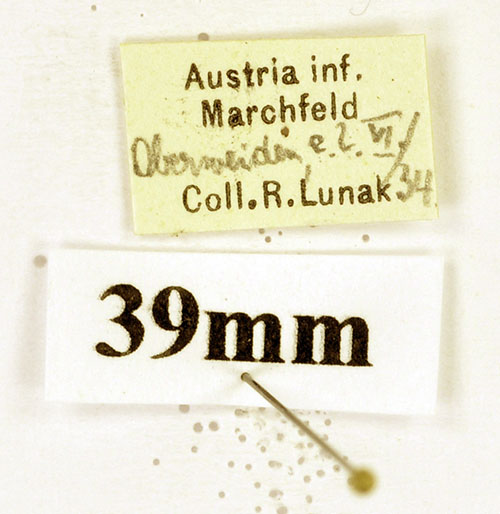 Austria inf.
Marchfeld
Oberweiden, e.l. VI/34
Coll.R.Lunak
39mm